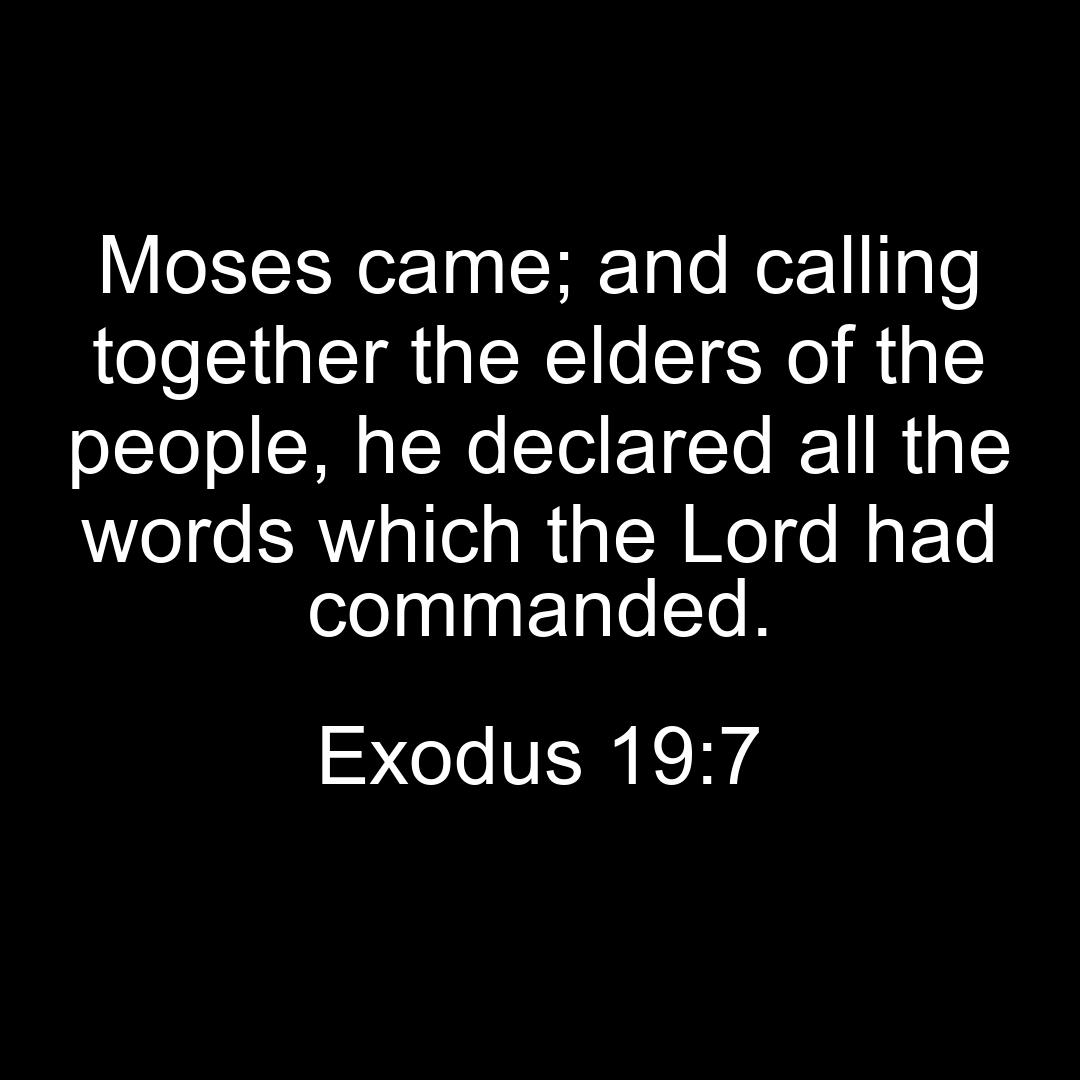 Moses came; and calling
together the elders of the
people, he declared all the
words which the Lord had
commanded.
Exodus 19:7